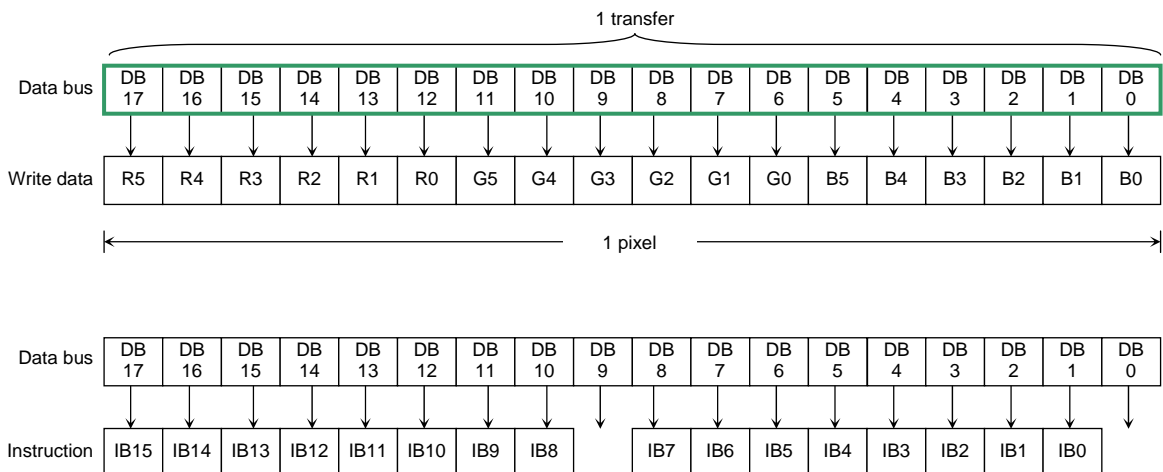 1 transfer
Data bus DB 17 DB 16 DB 15 DB 14 DB 13 DB 12 DB 11 DB 10 DB 9 DB 8 DB 7 DB 6 DB 5 DB 4 DB 3 DB 2 DB 1 DB 0
Write data R5 R4 R3 R2 R1 R0 G5 G4 G3 G2 G1 G0 B5 B4 B3 B2 B1 B0
1 pixel
Data bus DB 17 DB 16 DB 15 DB 14 DB 13 DB 12 DB 11 DB 10 DB 9 DB 8 DB 7 DB 6 DB 5 DB 4 DB 3 DB 2 DB 1 DB 0
Instruction IB15 IB14 IB13 IB12 IB11 IB10 IB9 IB8 IB7 IB6 IB5 IB4 IB3 IB2 IB1 IB0